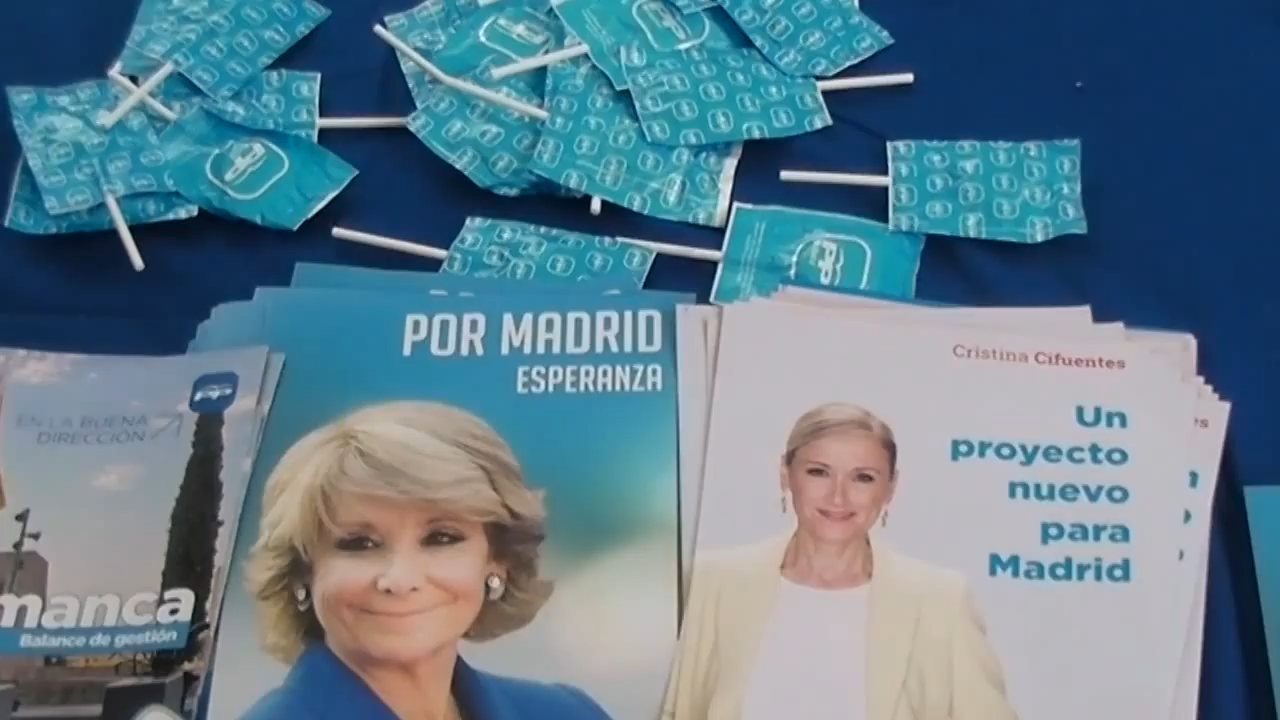 POR MADRID
ESPERANZA
Cristina Cifuentes
Un
proyecto
nuevo
para
Madrid
EN LA BUENA
DIRECCIÓN
manca
Balance de gestión